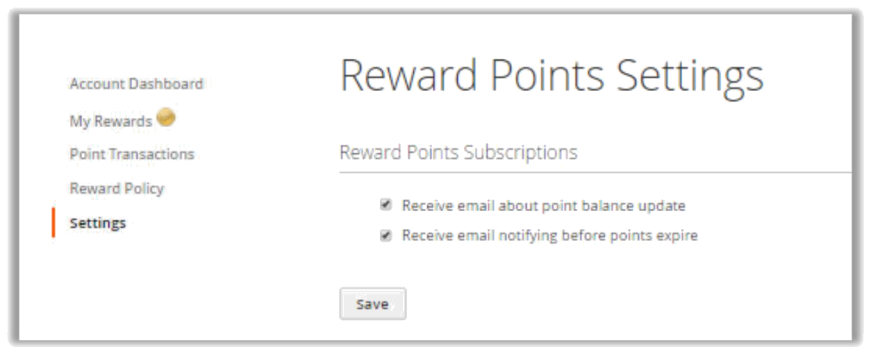 Account Dashboard
My Rewards
Point Transactions
Reward Policy
Settings
Reward Points Settings
Reward Points Subscriptions
Receive email about point balance update
Receive email notifying before points expire
Save